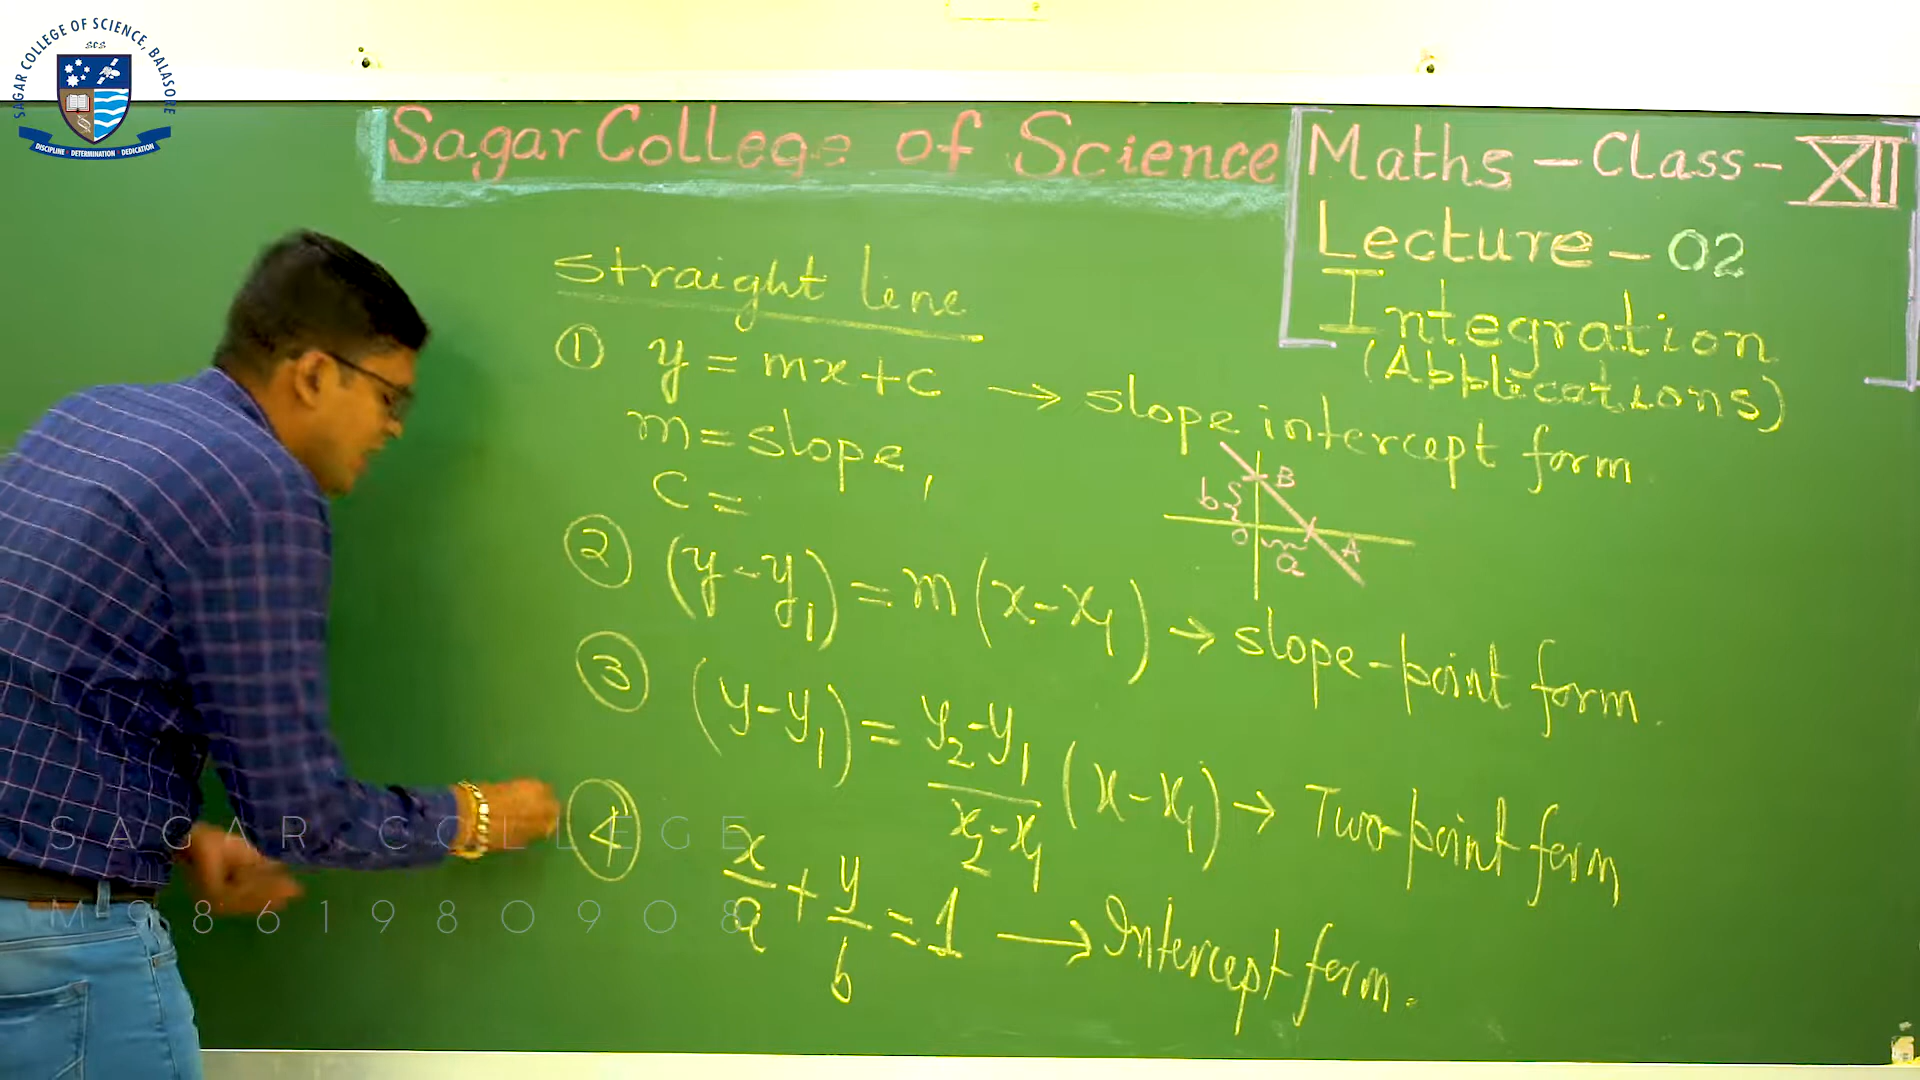 SAGAR COLLEGE OF SCIENCE, BALASORE
SCS
DISCIPLINE - DETERMINATION - DEDICATION
Sagar College of Science
Maths - Class - XII
Lecture - 02
Integration
(Applications)
Straight line
① y = mx + c → slope intercept form
m = slope,
c =
B
b
O
a
A
② (y - y₁) = m (x - x₁) → slope-point form.
③ (y - y₁) = y₂ - y₁ / x₂ - x₁ (x - x₁) → Two-point form
④ x/a + y/b = 1 → Intercept form.
SAGAR COLLEGE
M 9861980908